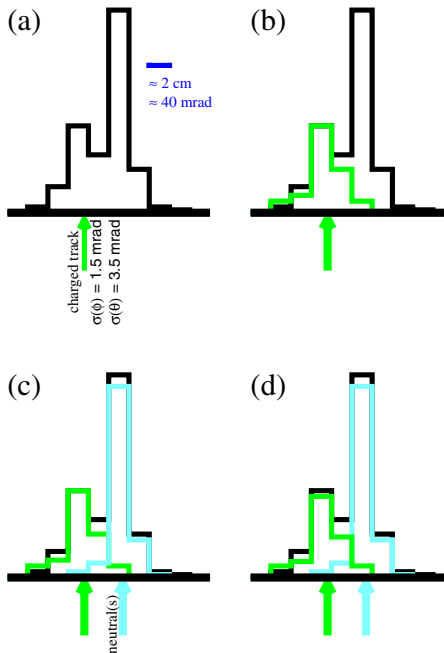 (a)
≈ 2 cm
≈ 40 mrad
charged track
σ(ϕ) = 1.5 mrad
σ(θ) = 3.5 mrad
(b)
(c)
neutral(s)
(d)